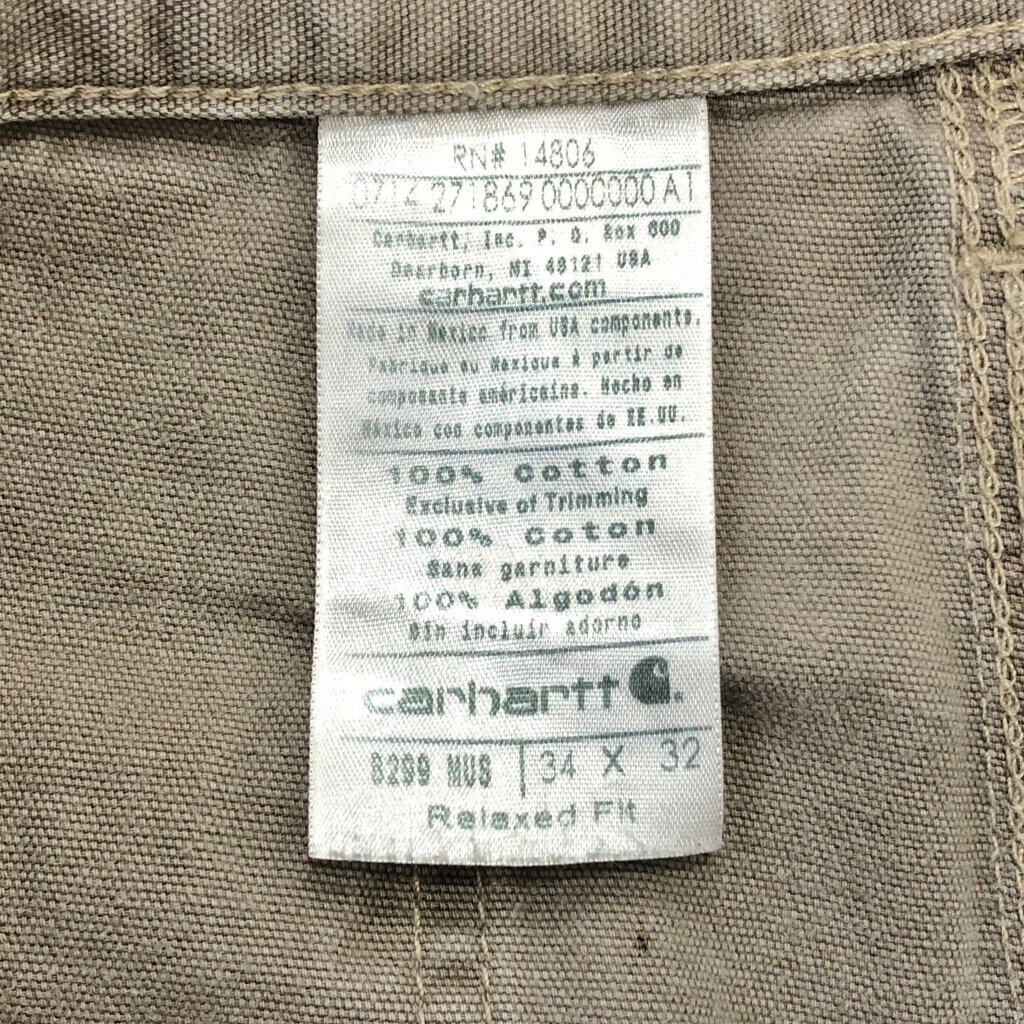 RN# 14806
0714 271869 0000000 A1
Carhartt, Inc. P. O. Box 600
Dearborn, MI 48121 USA
carhartt.com
Made in Mexico from USA components.
Fabriqué au Mexique à partir de
composants américains. Hecho en
México con componentes de EE.UU.
100% Cotton
Exclusive of Trimming
100% Coton
Sans garniture
100% Algodón
Sin incluir adorno
carhartt
B299 MUS 34 X 32
Relaxed Fit